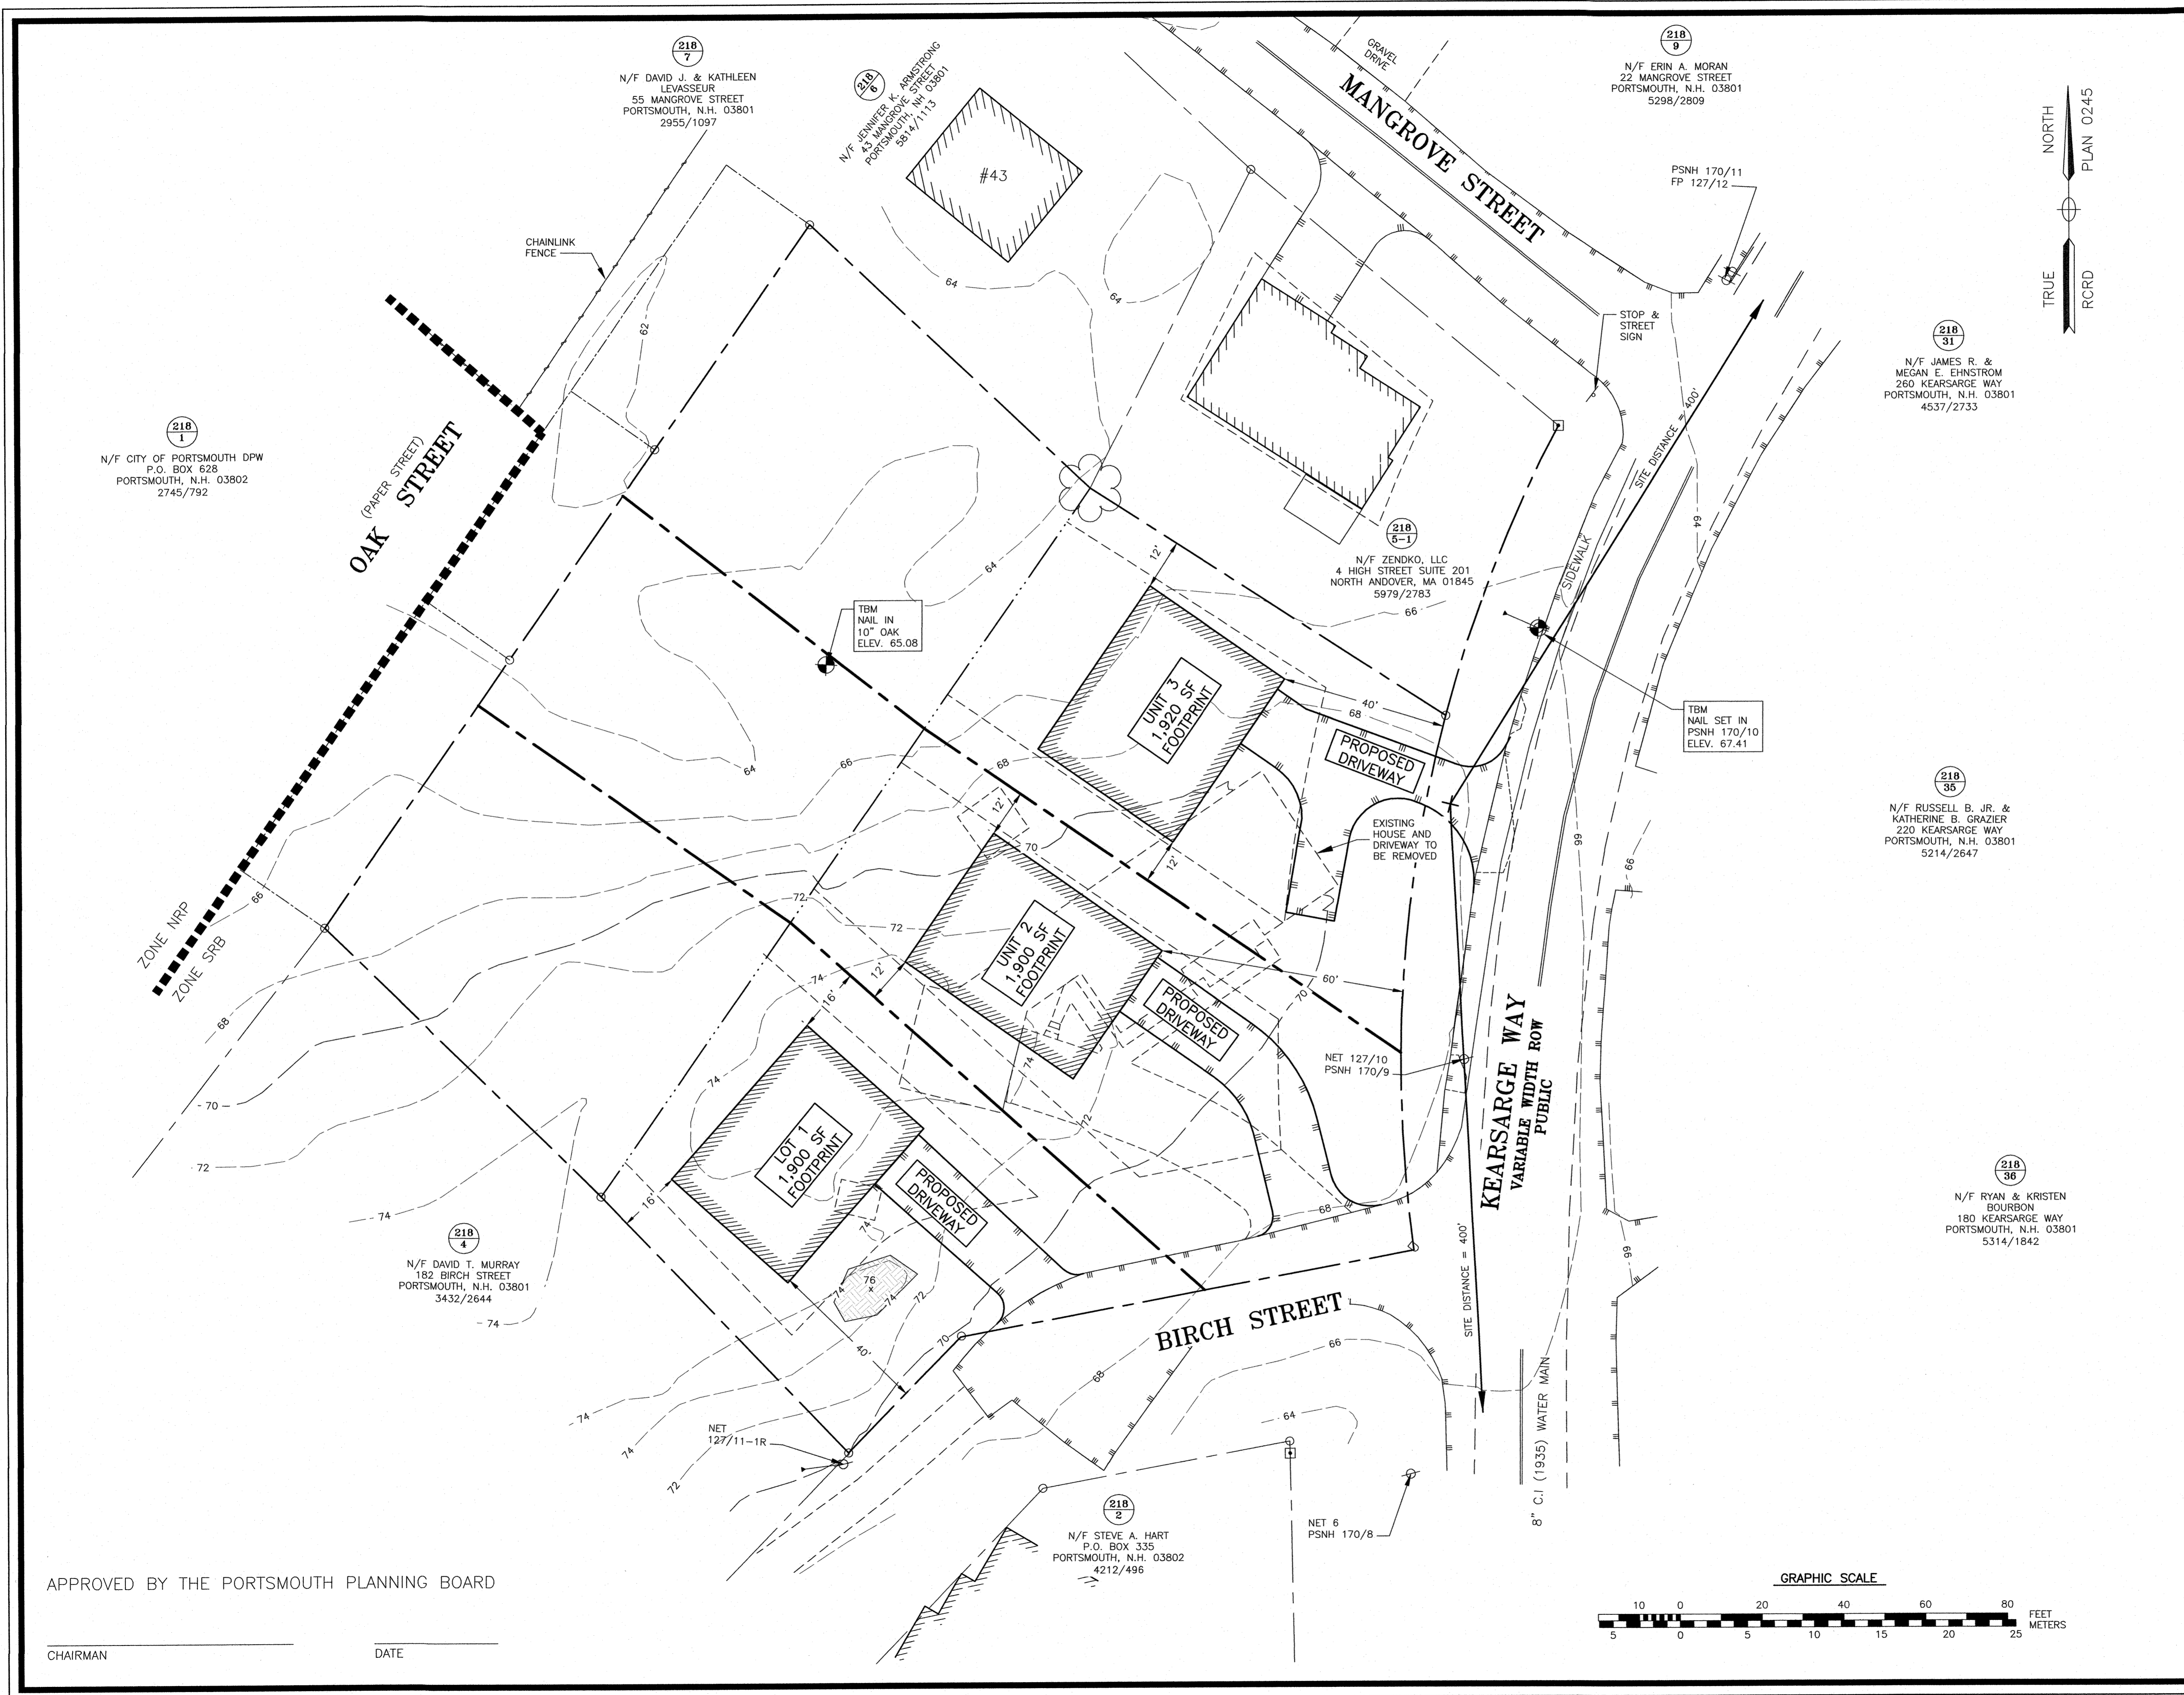 218
7
N/F DAVID J. & KATHLEEN
LEVASSEUR
55 MANGROVE STREET
PORTSMOUTH, N.H. 03801
2955/1097
218
6
N/F JENNIFER K. ARMSTRONG
43 MANGROVE STREET
PORTSMOUTH, NH 03801
5814/1113
#43
GRAVEL
DRIVE
MANGROVE STREET
218
9
N/F ERIN A. MORAN
22 MANGROVE STREET
PORTSMOUTH, N.H. 03801
5298/2809
PSNH 170/11
FP 127/12
TRUE NORTH
RCRD PLAN 0245
CHAINLINK
FENCE
62
64
64
STOP &
STREET
SIGN
218
31
N/F JAMES R. &
MEGAN E. EHNSTROM
260 KEARSARGE WAY
PORTSMOUTH, N.H. 03801
4537/2733
218
1
N/F CITY OF PORTSMOUTH DPW
P.O. BOX 628
PORTSMOUTH, N.H. 03802
2745/792
(PAPER STREET)
OAK STREET
SITE DISTANCE = 400'
64
218
5-1
N/F ZENDKO, LLC
4 HIGH STREET SUITE 201
NORTH ANDOVER, MA 01845
5979/2783
SIDEWALK
66
12'
64
TBM
NAIL IN
10" OAK
ELEV. 65.08
UNIT 3
1,920 SF
FOOTPRINT
40'
68
PROPOSED
DRIVEWAY
TBM
NAIL SET IN
PSNH 170/10
ELEV. 67.41
64
66
68
12'
70
12'
EXISTING
HOUSE AND
DRIVEWAY TO
BE REMOVED
66
66
218
35
N/F RUSSELL B. JR. &
KATHERINE B. GRAZIER
220 KEARSARGE WAY
PORTSMOUTH, N.H. 03801
5214/2647
ZONE NRP
ZONE SRB
66
68
70
72
74
72
72
74
12'
16'
UNIT 2
1,900 SF
FOOTPRINT
60'
70
PROPOSED
DRIVEWAY
74
72
NET 127/10
PSNH 170/9
KEARSARGE WAY
VARIABLE WIDTH ROW
PUBLIC
74
LOT 1
1,900 SF
FOOTPRINT
PROPOSED
DRIVEWAY
16'
74
68
218
36
N/F RYAN & KRISTEN
BOURBON
180 KEARSARGE WAY
PORTSMOUTH, N.H. 03801
5314/1842
66
218
4
N/F DAVID T. MURRAY
182 BIRCH STREET
PORTSMOUTH, N.H. 03801
3432/2644
74
76
x
74
74
72
70
40'
BIRCH STREET
66
SITE DISTANCE = 400'
68
64
74
74
72
NET
127/11-1R
8" C.I (1935) WATER MAIN
218
2
N/F STEVE A. HART
P.O. BOX 335
PORTSMOUTH, N.H. 03802
4212/496
NET 6
PSNH 170/8
APPROVED BY THE PORTSMOUTH PLANNING BOARD
CHAIRMAN
DATE
GRAPHIC SCALE
10 0 20 40 60 80
FEET
METERS
5 0 5 10 15 20 25